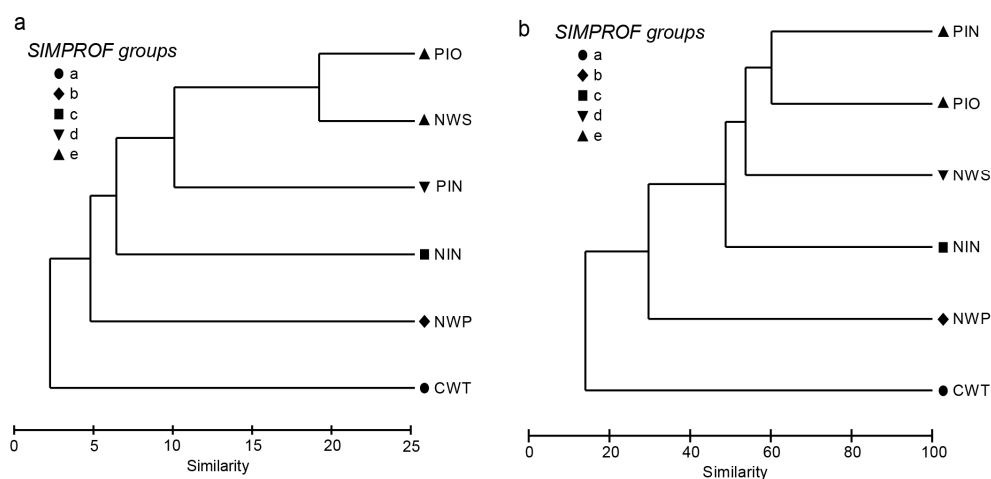 a
SIMPROF groups
a
b
c
d
e
PIO
NWS
PIN
NIN
NWP
CWT
0 5 10 15 20 25
Similarity
b
SIMPROF groups
a
b
c
d
e
PIN
PIO
NWS
NIN
NWP
CWT
0 20 40 60 80 100
Similarity